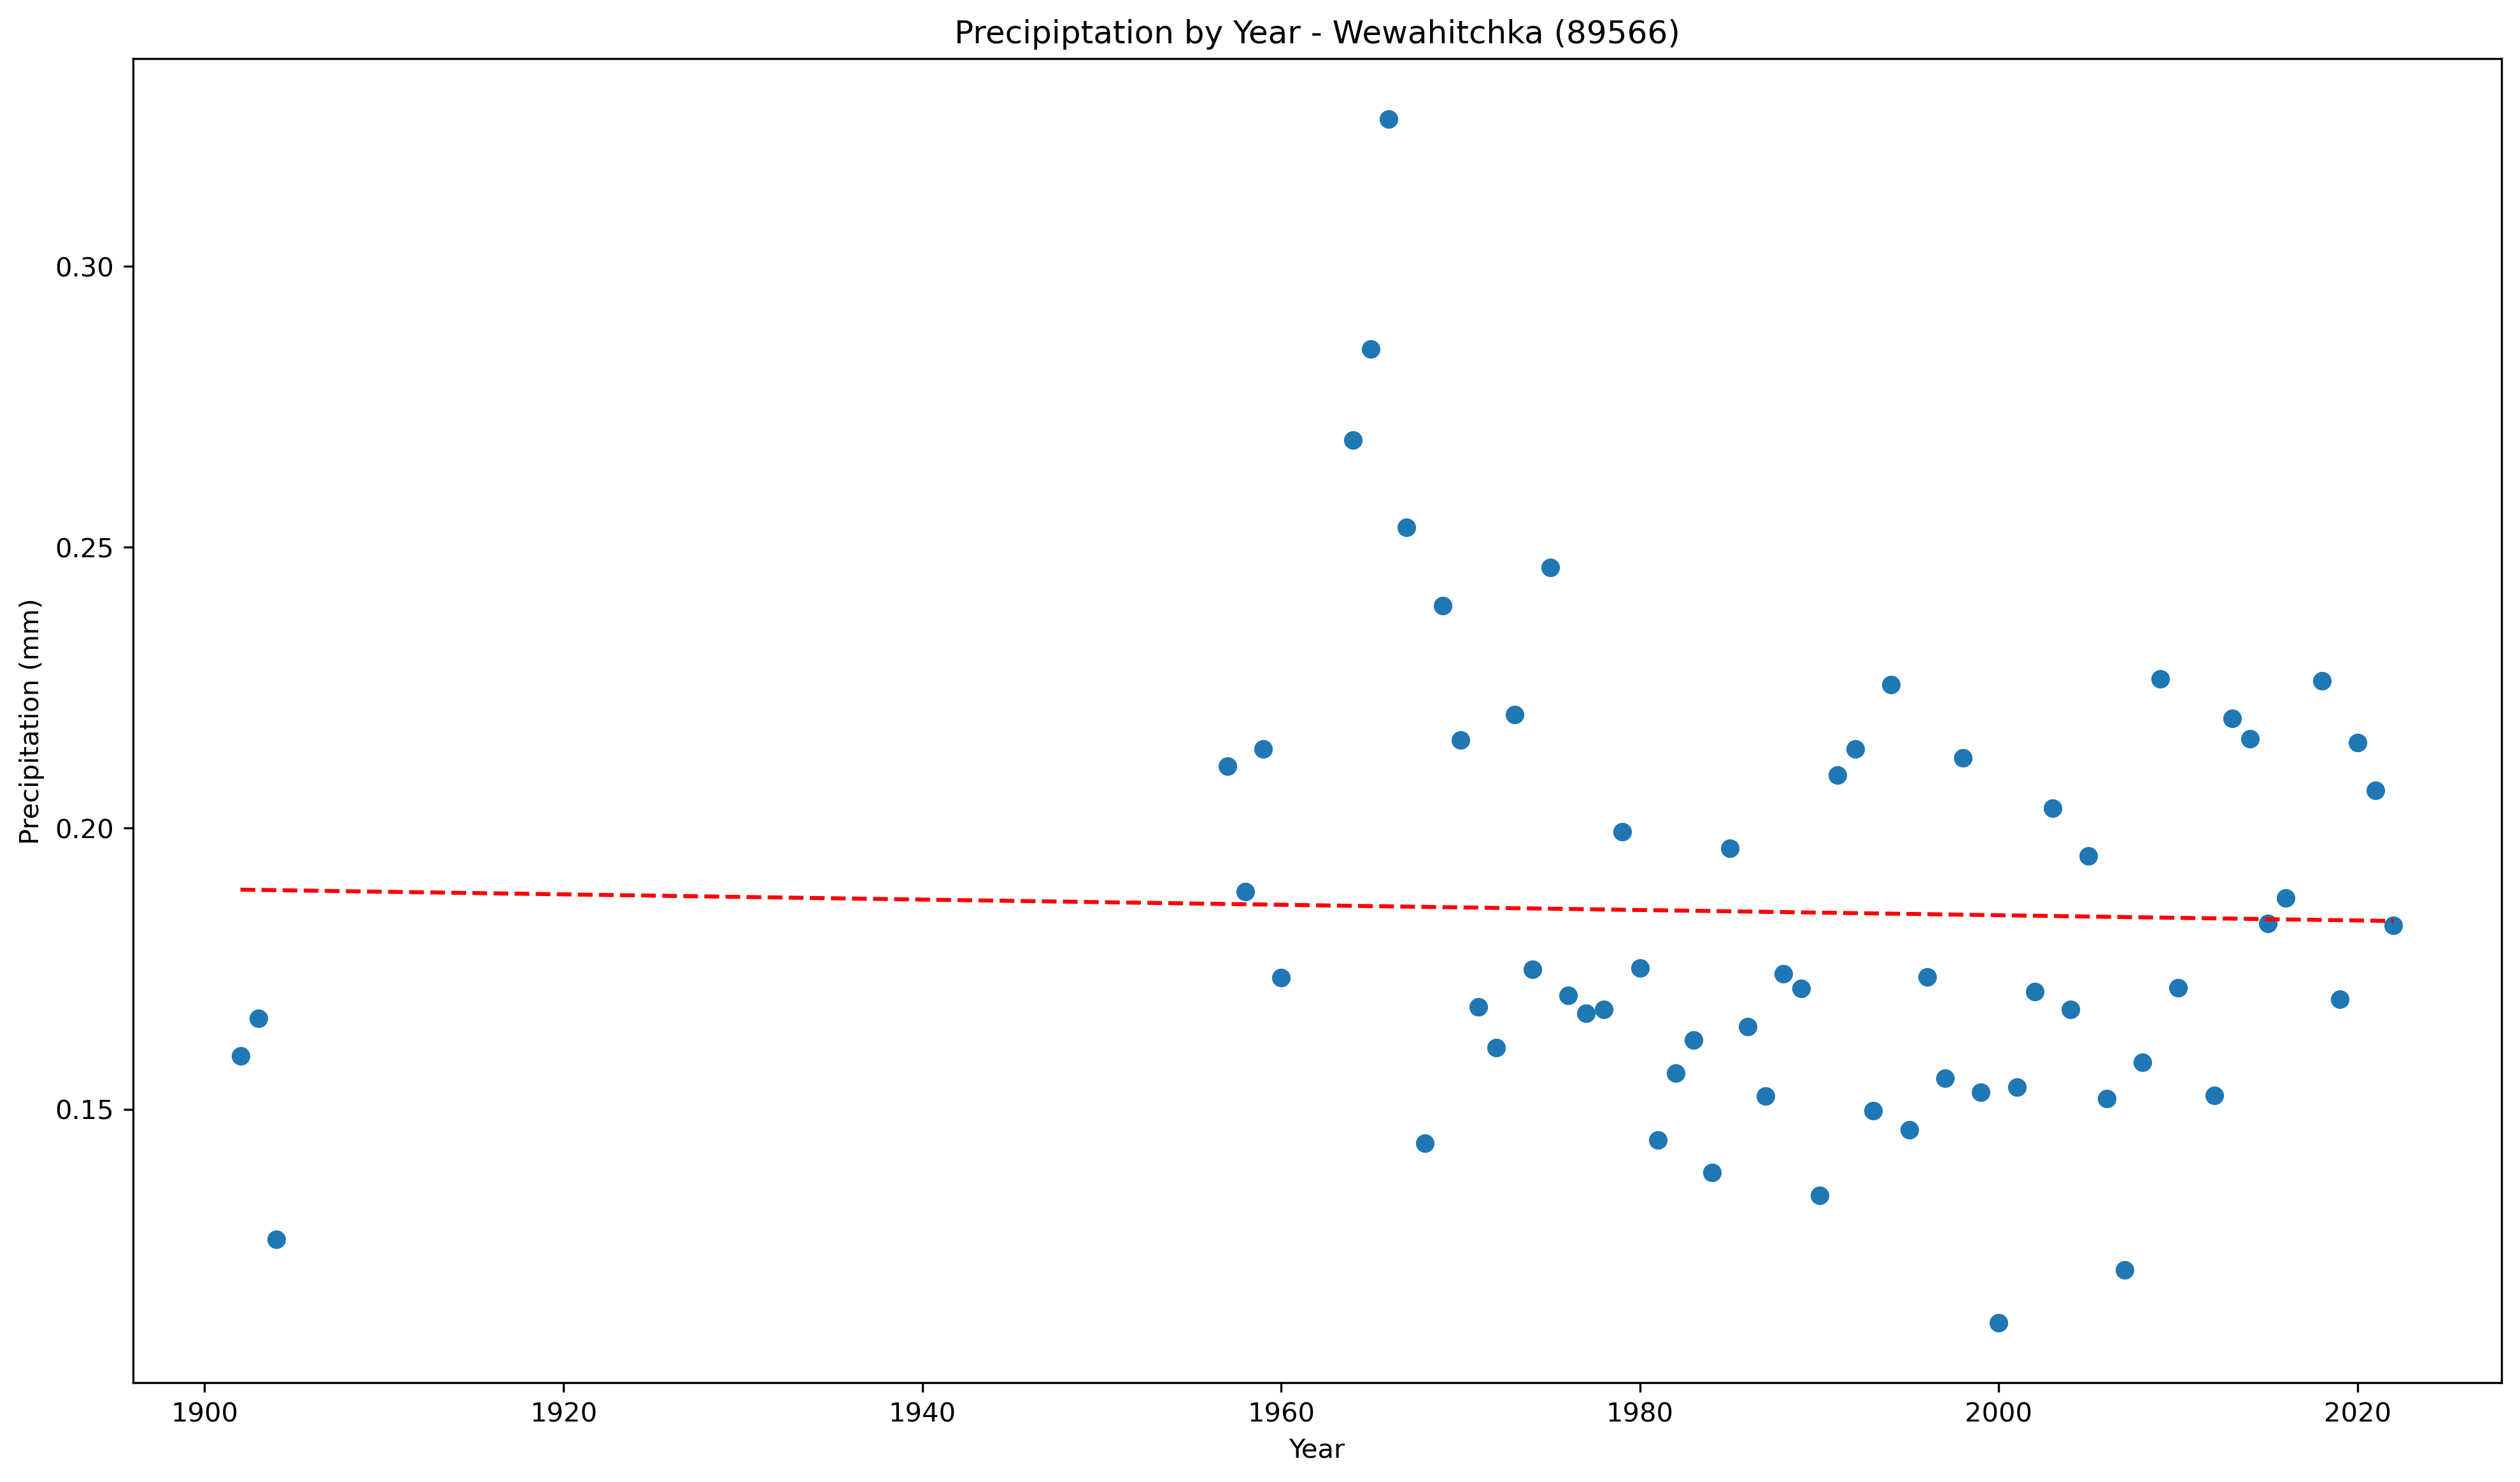 Precipiptation by Year - Wewahitchka (89566)
Precipitation (mm)
0.30
0.25
0.20
0.15
1900 1920 1940 1960 1980 2000 2020
Year